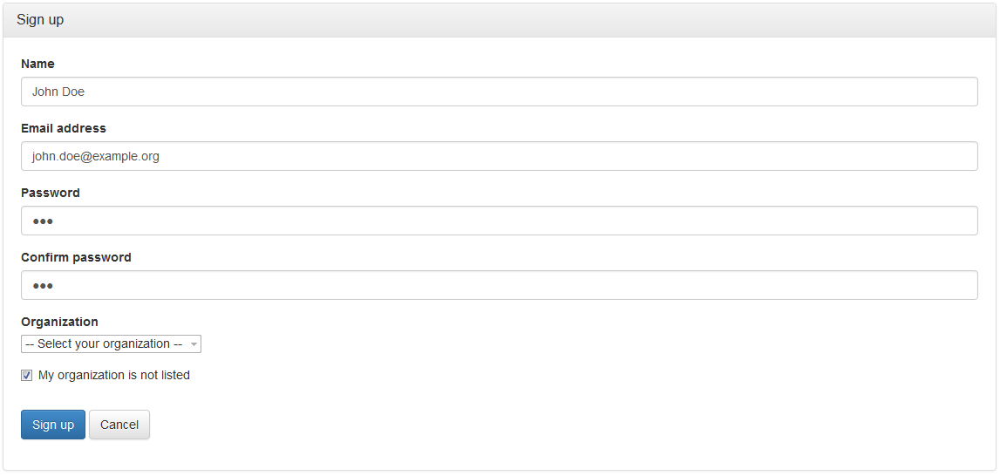 Sign up
Name
John Doe
Email address
john.doe@example.org
Password
●●●
Confirm password
●●●
Organization
-- Select your organization --
My organization is not listed
Sign up Cancel